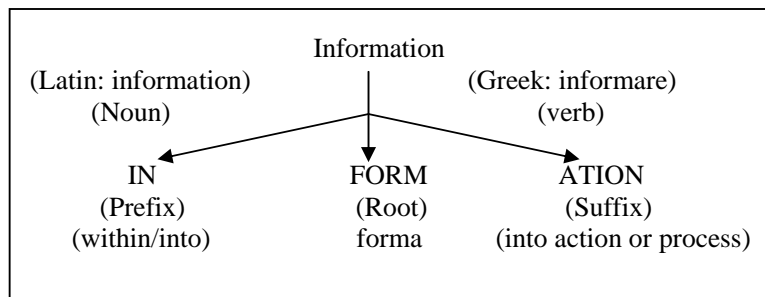 Information
(Latin: information) (Greek: informare)
(Noun) (verb)
IN FORM ATION
(Prefix) (Root) (Suffix)
(within/into) forma (into action or process)